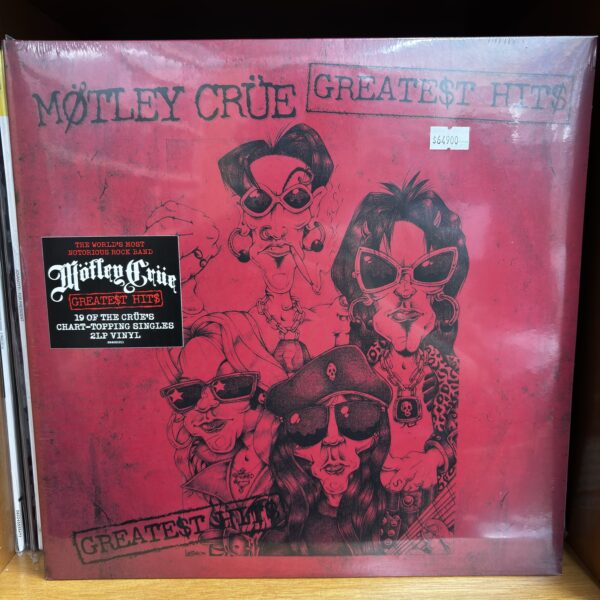 MÖTLEY CRÜE
GREATE$T HIT$
$64900
THE WORLD'S MOST
NOTORIOUS ROCK BAND
Mötley Crüe
GREATE$T HIT$
19 OF THE CRÜE'S
CHART-TOPPING SINGLES
2LP VINYL
GREATE$T HIT$